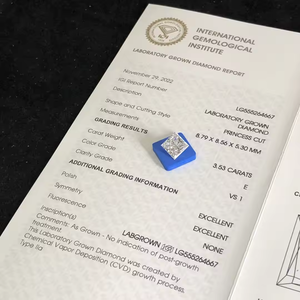 INTERNATIONAL
GEMOLOGICAL
INSTITUTE
LABORATORY GROWN DIAMOND REPORT
November 29, 2022
IGI Report Number LG555264667
Description LABORATORY GROWN
DIAMOND
Shape and Cutting Style PRINCESS CUT
Measurements 8.79 X 8.56 X 5.30 MM
GRADING RESULTS
Carat Weight 3.53 CARATS
Color Grade E
Clarity Grade VS 1
ADDITIONAL GRADING INFORMATION
Polish EXCELLENT
Symmetry EXCELLENT
Fluorescence NONE
Inscription(s) LABGROWN LG555264667
Comments: As Grown - No indication of post-growth
treatment.
This Laboratory Grown Diamond was created by
Chemical Vapor Deposition (CVD) growth process.
Type IIa